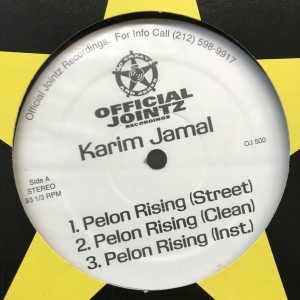 Official Jointz Recordings. For Info Call (212) 598-9917
OFFICIAL
JOINTZ
RECORDINGS
Karim Jamal
Side A
STEREO
33 1/3 RPM
OJ 500
1. Pelon Rising (Street)
2. Pelon Rising (Clean)
3. Pelon Rising (Inst.)